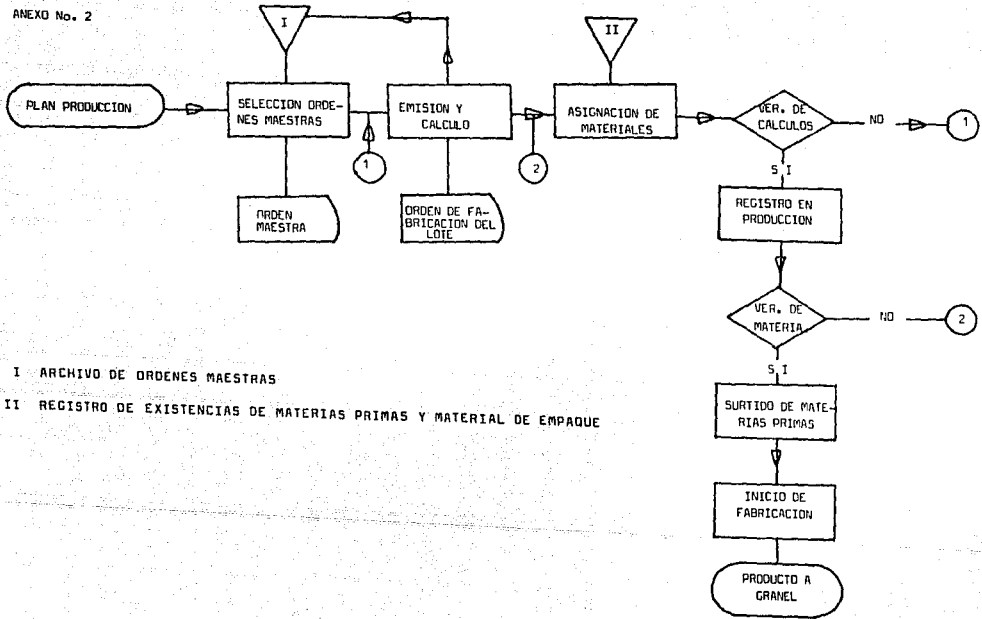 ANEXO No. 2
I
II
PLAN PRODUCCION
SELECCION ORDE-
NES MAESTRAS
EMISION Y
CALCULO
ASIGNACION DE
MATERIALES
VER. DE
CALCULOS
NO
1
1
2
S I
ORDEN
MAESTRA
ORDEN DE FA-
BRICACION DEL
LOTE
REGISTRO EN
PRODUCCION
VER. DE
MATERIA
NO
2
S I
I ARCHIVO DE ORDENES MAESTRAS
II REGISTRO DE EXISTENCIAS DE MATERIAS PRIMAS Y MATERIAL DE EMPAQUE
SURTIDO DE MATE-
RIAS PRIMAS
INICIO DE
FABRICACION
PRODUCTO A
GRANEL